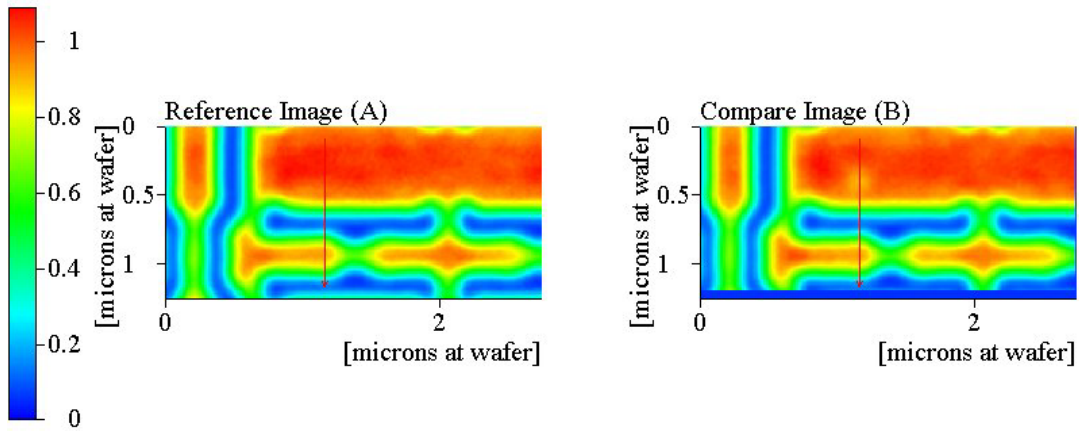 1
0.8
0.6
0.4
0.2
0
Reference Image (A)
[microns at wafer]
0
0.5
1
0
2
[microns at wafer]
Compare Image (B)
[microns at wafer]
0
0.5
1
0
2
[microns at wafer]